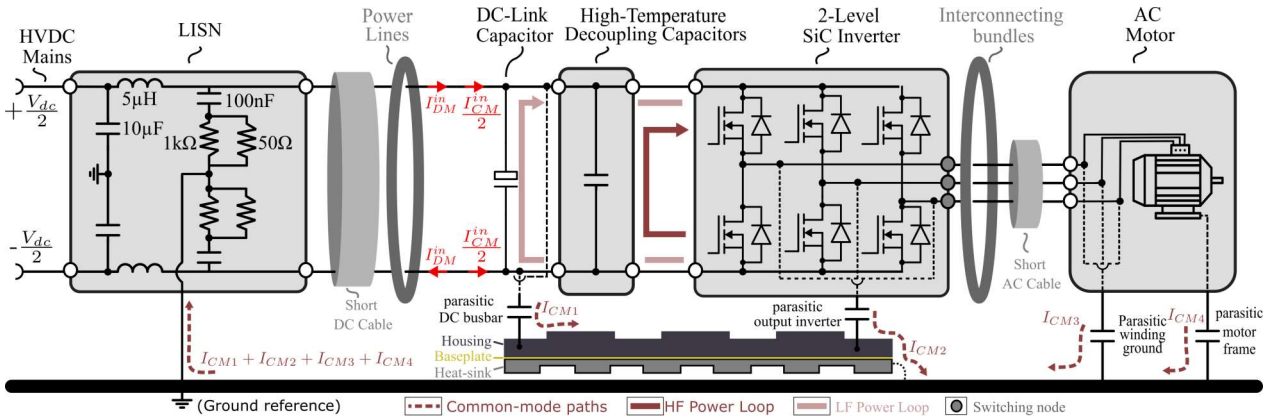 HVDC
Mains
LISN
Power
Lines
DC-Link
Capacitor
High-Temperature
Decoupling Capacitors
2-Level
SiC Inverter
Interconnecting
bundles
AC
Motor
+ V_dc/2
5µH
100nF
10µF
1kΩ
50Ω
I_DM^in
I_CM^in/2
- V_dc/2
I_DM^in
I_CM^in/2
Short
DC Cable
Short
AC Cable
parasitic
DC busbar
I_CM1
parasitic
output inverter
I_CM2
Housing
Baseplate
Heat-sink
I_CM3
Parasitic
winding
ground
I_CM4
parasitic
motor
frame
I_CM1 + I_CM2 + I_CM3 + I_CM4
(Ground reference)
Common-mode paths
HF Power Loop
LF Power Loop
Switching node